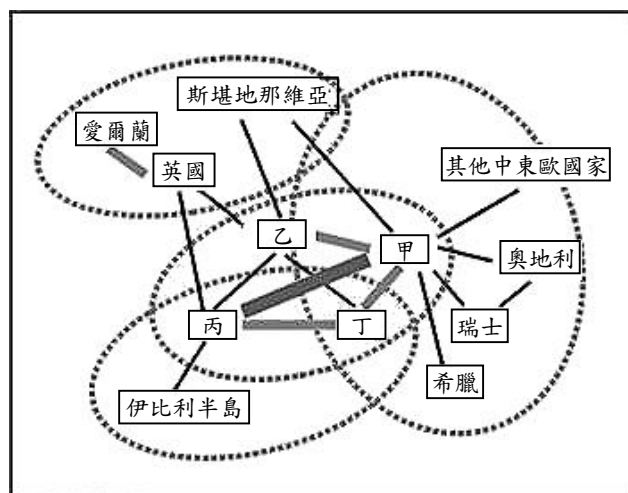 斯堪地那維亞
愛爾蘭
英國
其他中東歐國家
乙
甲
奧地利
丙
丁
瑞士
希臘
伊比利半島